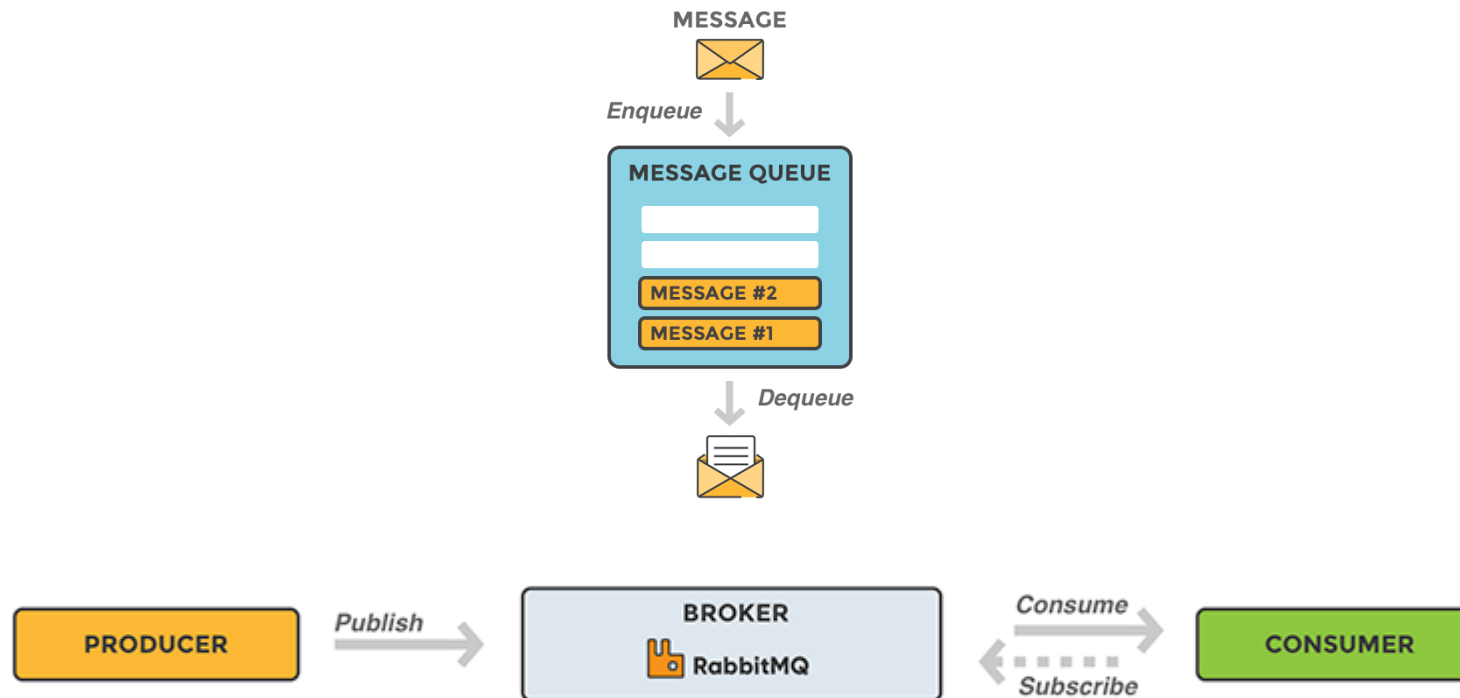 MESSAGE
Enqueue
MESSAGE QUEUE
MESSAGE #2
MESSAGE #1
Dequeue
PRODUCER
Publish
BROKER
RabbitMQ
Consume
Subscribe
CONSUMER